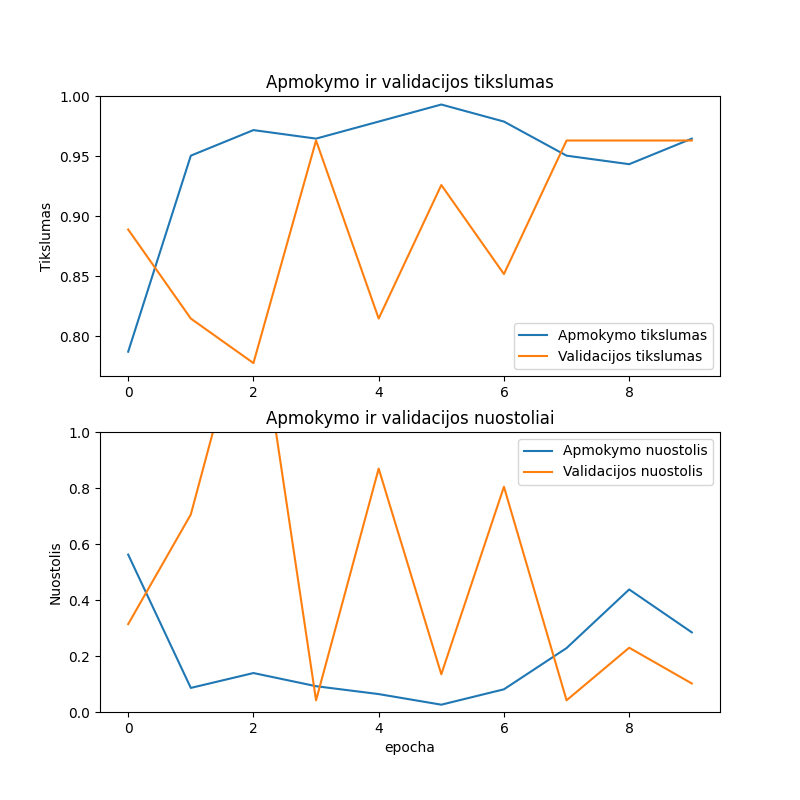 Apmokymo ir validacijos tikslumas
1.00
0.95
0.90
0.85
0.80
Tikslumas
Apmokymo tikslumas
Validacijos tikslumas
0 2 4 6 8
Apmokymo ir validacijos nuostoliai
1.0
0.8
0.6
0.4
0.2
0.0
Nuostolis
Apmokymo nuostolis
Validacijos nuostolis
0 2 4 6 8
epocha